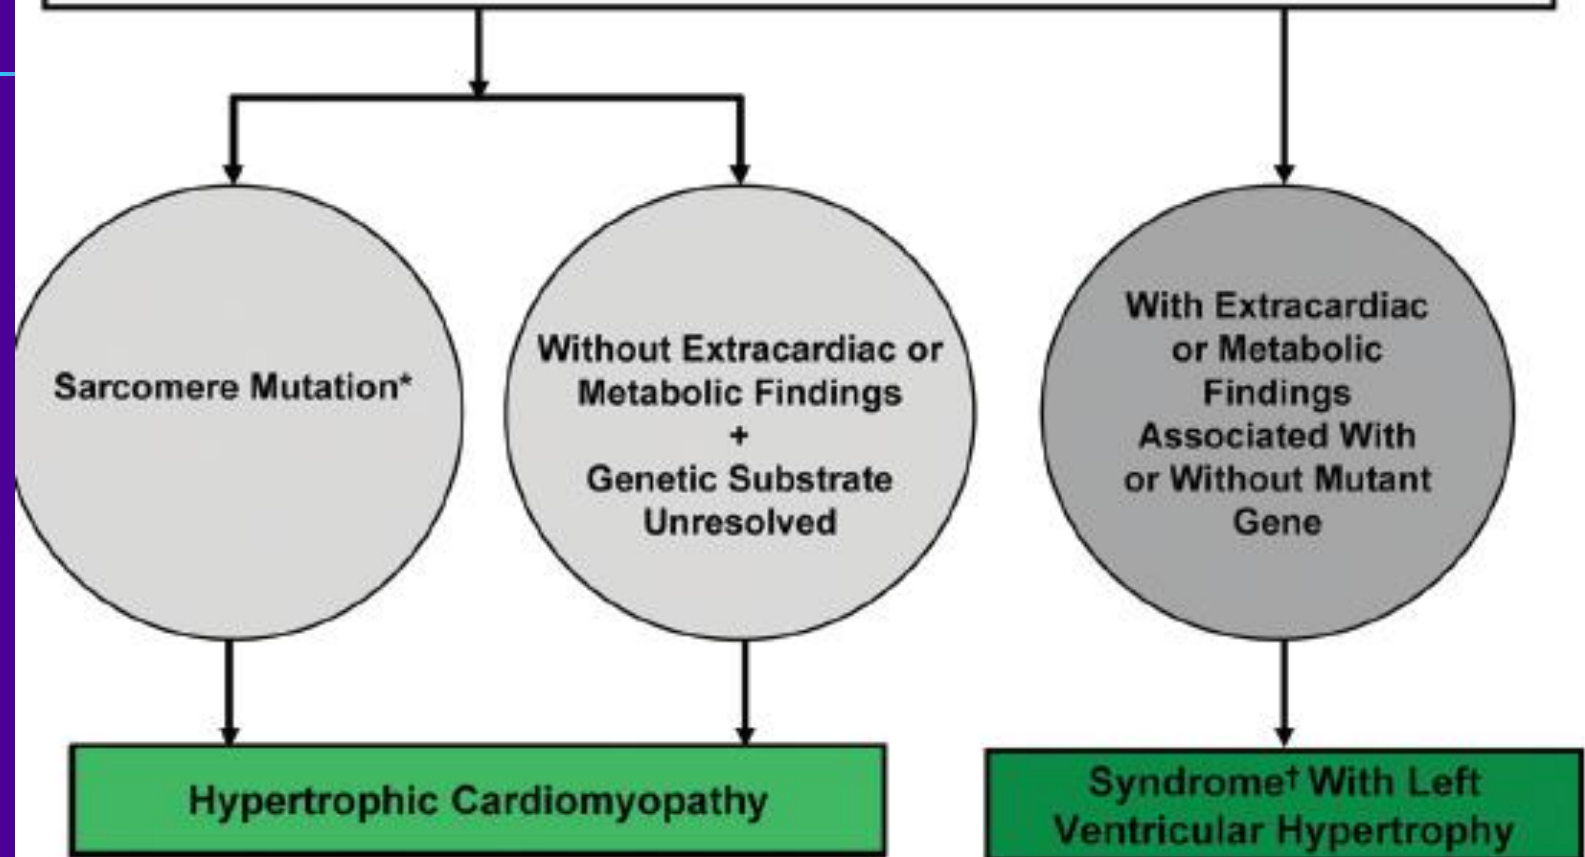 Sarcomere Mutation*
Without Extracardiac or
Metabolic Findings
+
Genetic Substrate
Unresolved
With Extracardiac
or Metabolic
Findings
Associated With
or Without Mutant
Gene
Hypertrophic Cardiomyopathy
Syndrome† With Left
Ventricular Hypertrophy